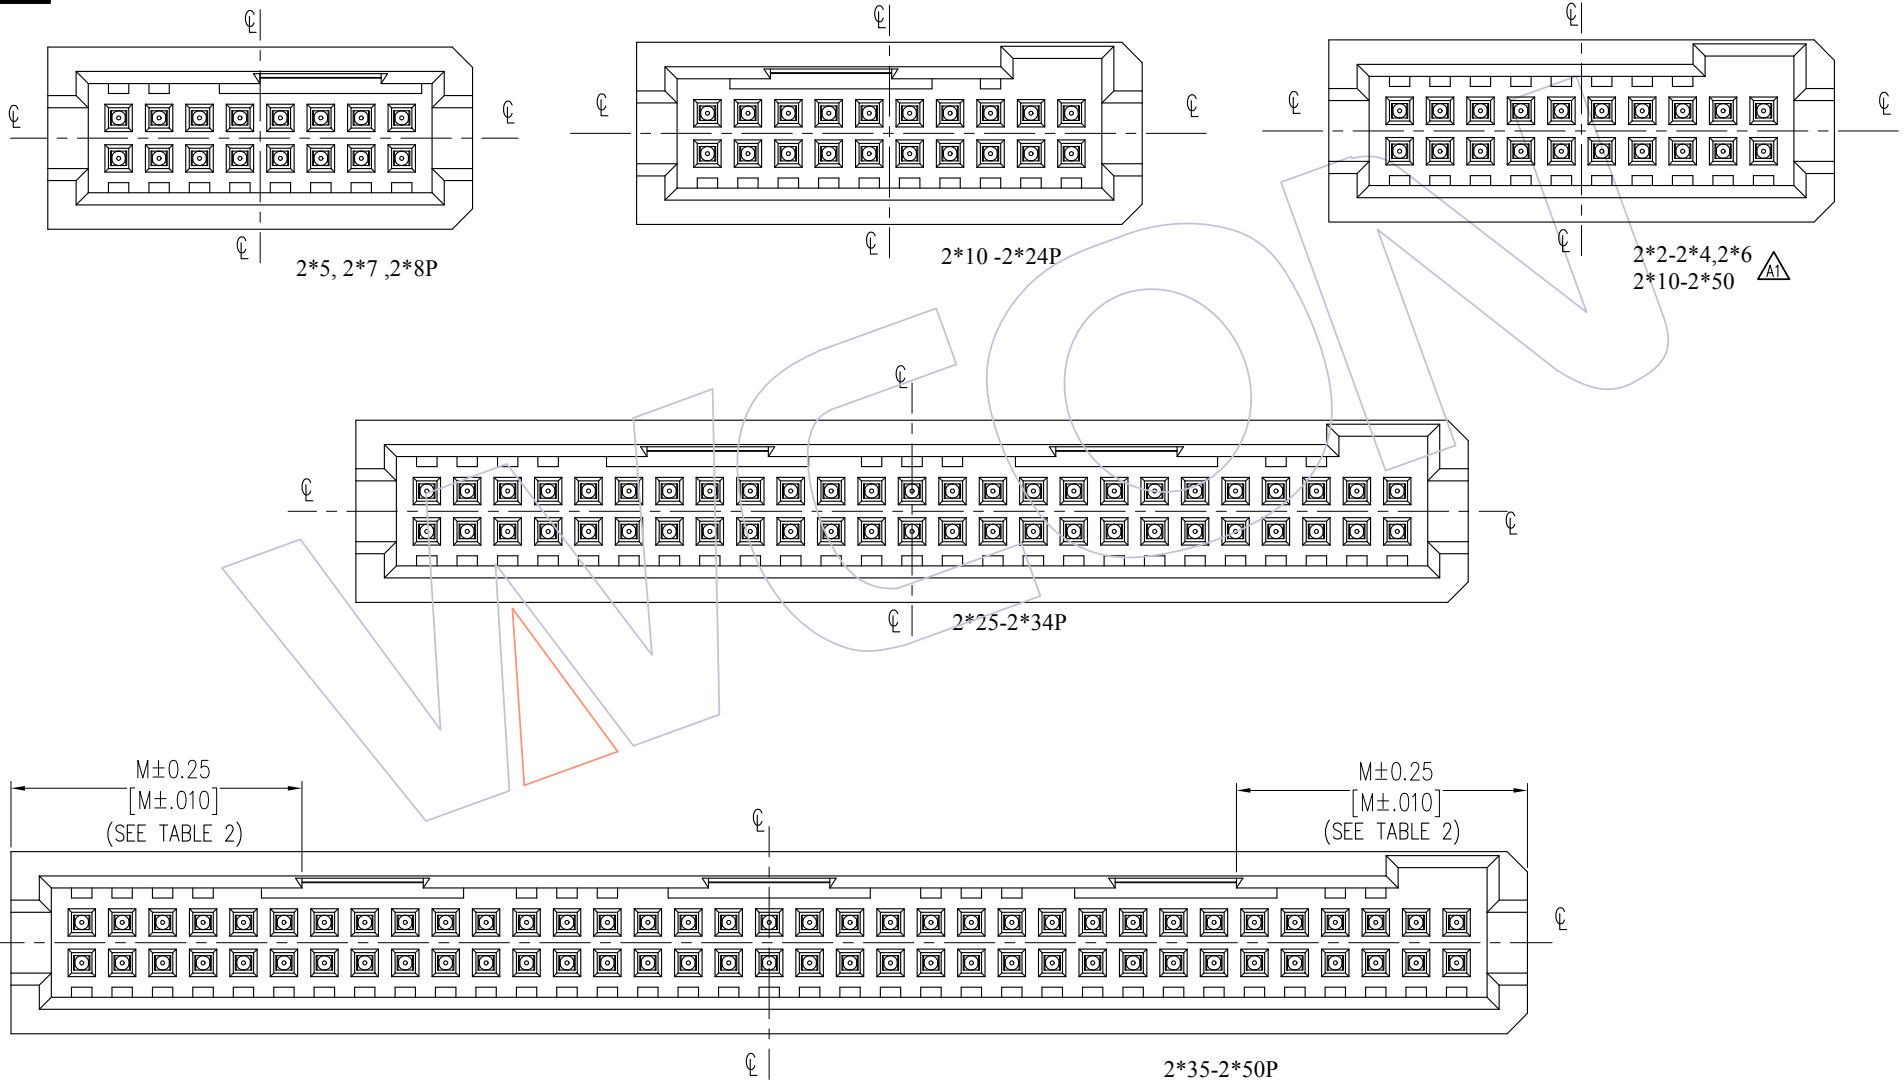 ℄ ℄ ℄
℄ ℄ ℄ ℄ ℄ ℄
℄ ℄ ℄
2*5, 2*7 ,2*8P
2*10 -2*24P
2*2-2*4,2*6
2*10-2*50
A1
℄
℄ ℄
℄
2*25-2*34P
WCON
M±0.25
[M±.010]
(SEE TABLE 2)
℄
M±0.25
[M±.010]
(SEE TABLE 2)
℄
℄
2*35-2*50P